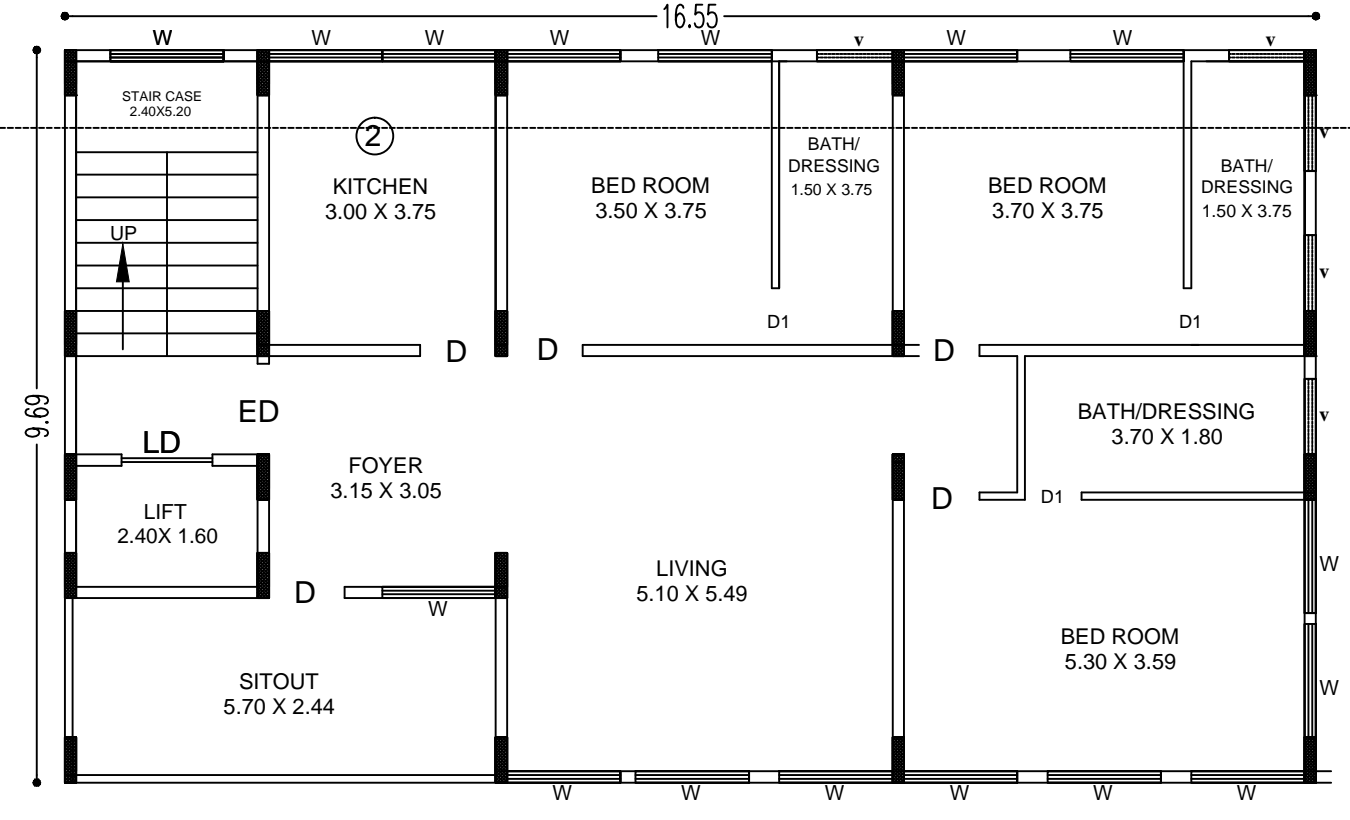 16.55
W
W
W
W
W
v
W
W
v
STAIR CASE
2.40X5.20
2
v
KITCHEN
3.00 X 3.75
BED ROOM
3.50 X 3.75
BATH/
DRESSING
1.50 X 3.75
BED ROOM
3.70 X 3.75
BATH/
DRESSING
1.50 X 3.75
UP
v
D1
D1
D
D
D
9.69
ED
BATH/DRESSING
3.70 X 1.80
v
LD
FOYER
3.15 X 3.05
D
D1
LIFT
2.40X 1.60
LIVING
5.10 X 5.49
W
D
W
BED ROOM
5.30 X 3.59
SITOUT
5.70 X 2.44
W
W
W
W
W
W
W